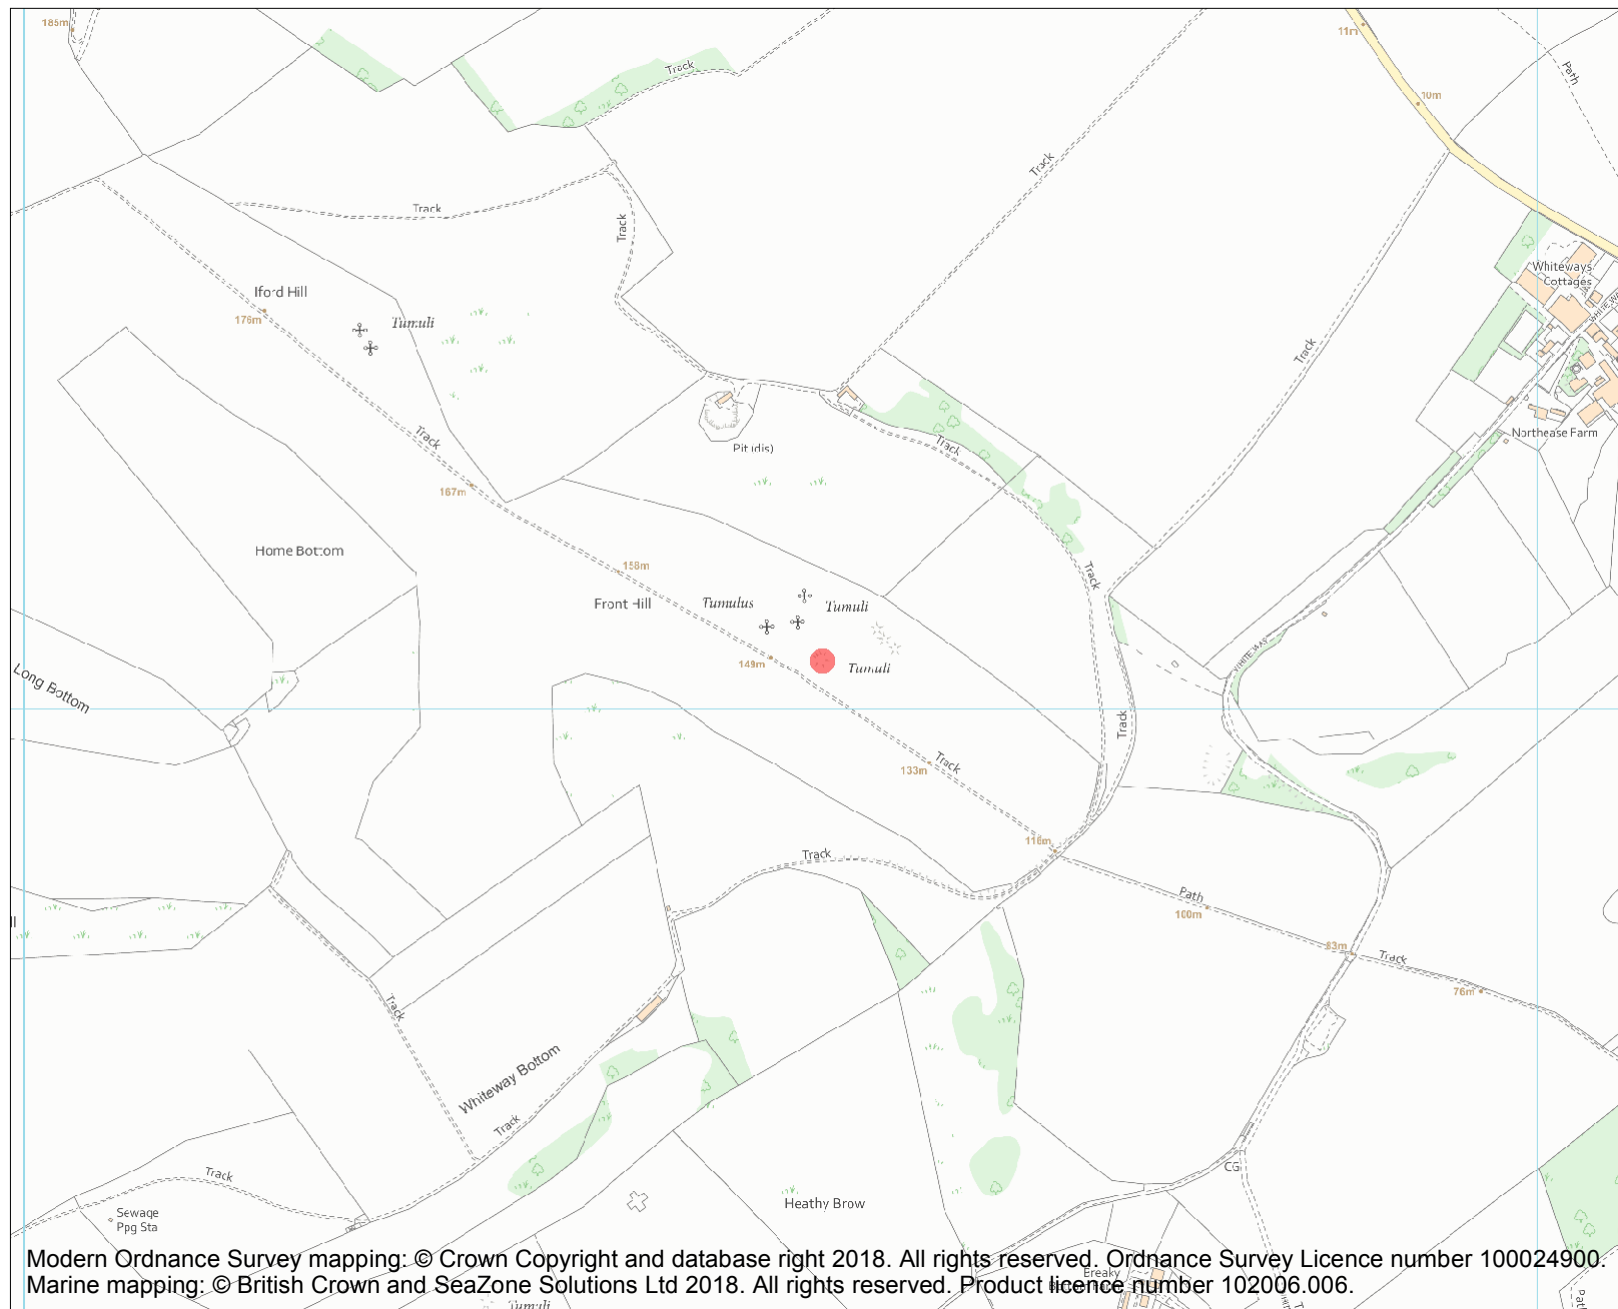 185m
Track
11m
10m
Path
Track
Track
Track
Whiteways
Cottages
Iford Hill
176m
Tumuli
Track
Track
Northease Farm
Pit (dis)
Track
167m
Home Bottom
158m
Front Hill
Tumulus
Tumuli
Track
149m
Tumuli
Long Bottom
WHITE WAY
Track
133m
Track
116m
Track
Path
100m
83m
Track
76m
Track
Whiteway Bottom
Track
Track
CG
Heathy Brow
Sewage
Ppg Sta
Modern Ordnance Survey mapping: © Crown Copyright and database right 2018. All rights reserved. Ordnance Survey Licence number 100024900.
Marine mapping: © British Crown and SeaZone Solutions Ltd 2018. All rights reserved. Product licence number 102006.006.
Tumuli